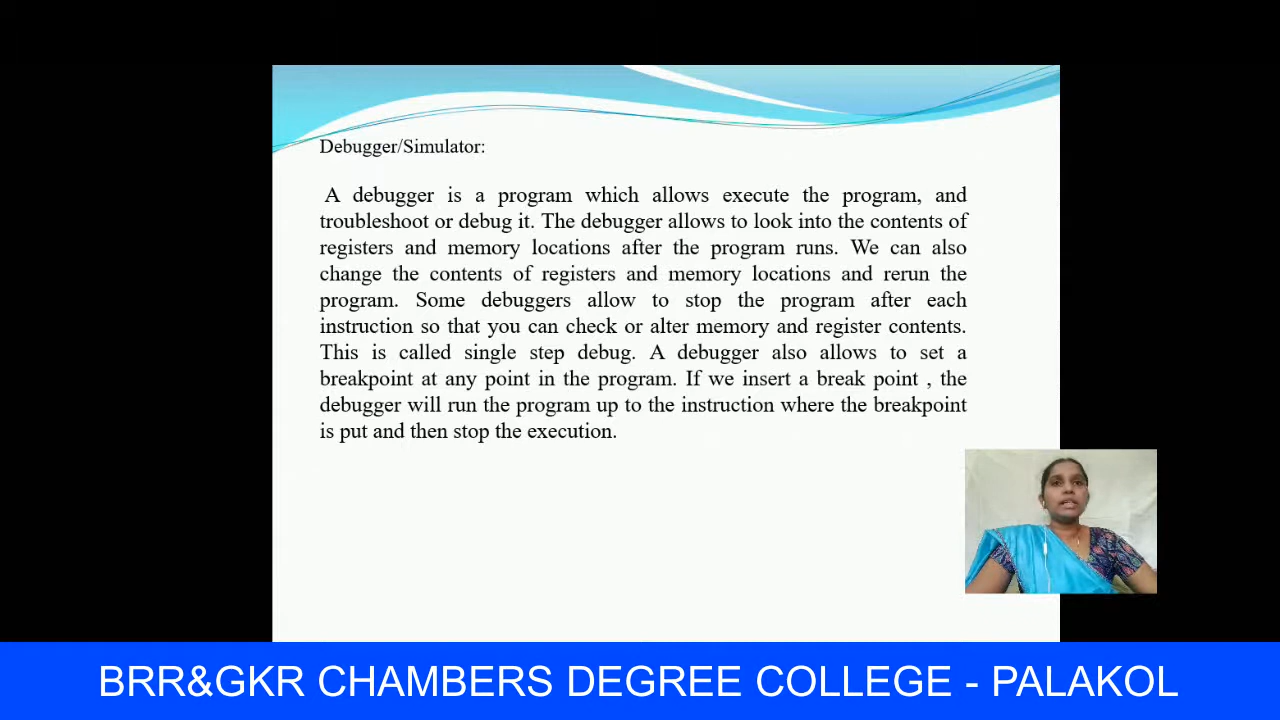 Debugger/Simulator:
A debugger is a program which allows execute the program, and
troubleshoot or debug it. The debugger allows to look into the contents of
registers and memory locations after the program runs. We can also
change the contents of registers and memory locations and rerun the
program. Some debuggers allow to stop the program after each
instruction so that you can check or alter memory and register contents.
This is called single step debug. A debugger also allows to set a
breakpoint at any point in the program. If we insert a break point , the
debugger will run the program up to the instruction where the breakpoint
is put and then stop the execution.
BRR&GKR CHAMBERS DEGREE COLLEGE - PALAKOL